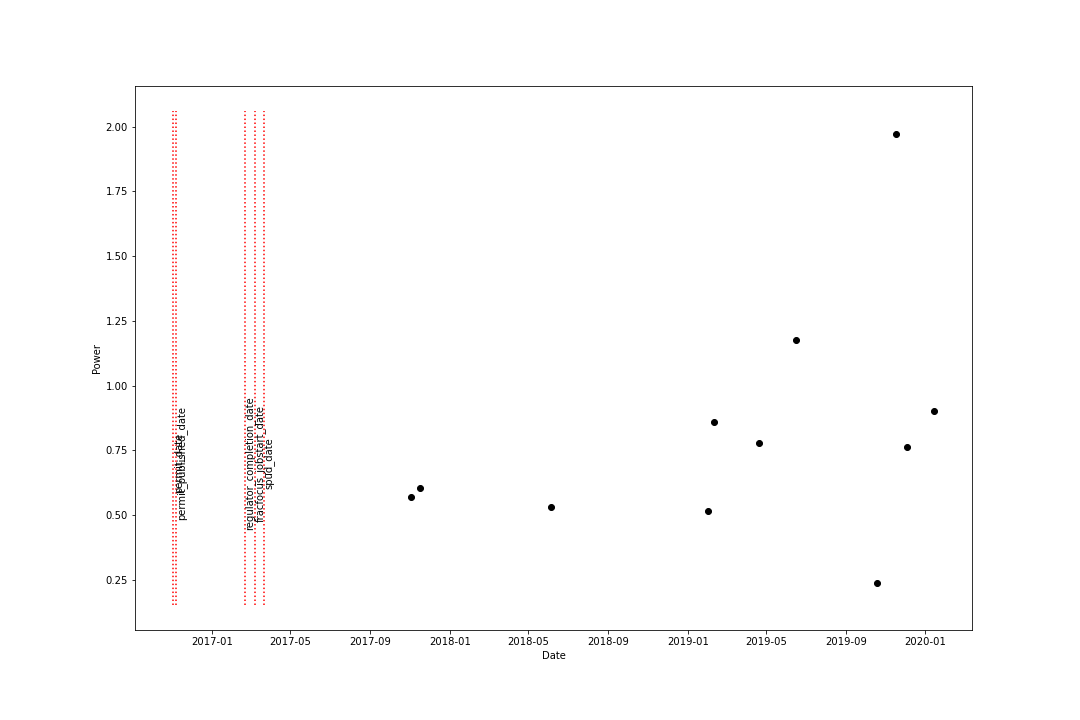 2.00
1.75
1.50
1.25
1.00
0.75
0.50
0.25
Power
permit_date
permit_published_date
regulator_completion_date
fracfocus_jobstart_date
spud_date
2017-01
2017-05
2017-09
2018-01
2018-05
2018-09
2019-01
2019-05
2019-09
2020-01
Date